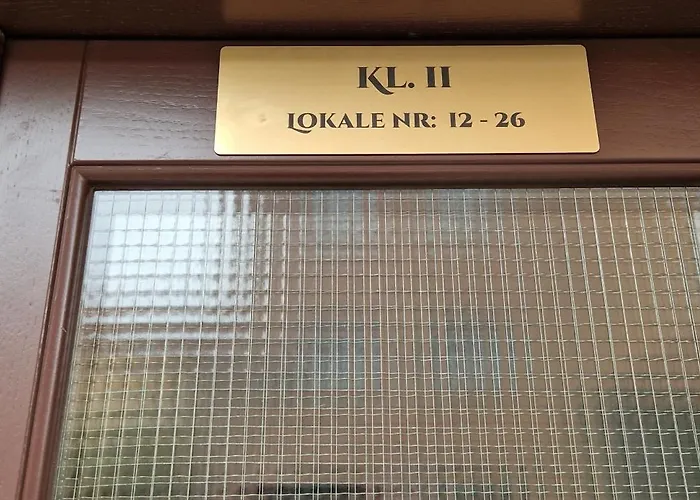 KL. II
LOKALE NR: 12 - 26